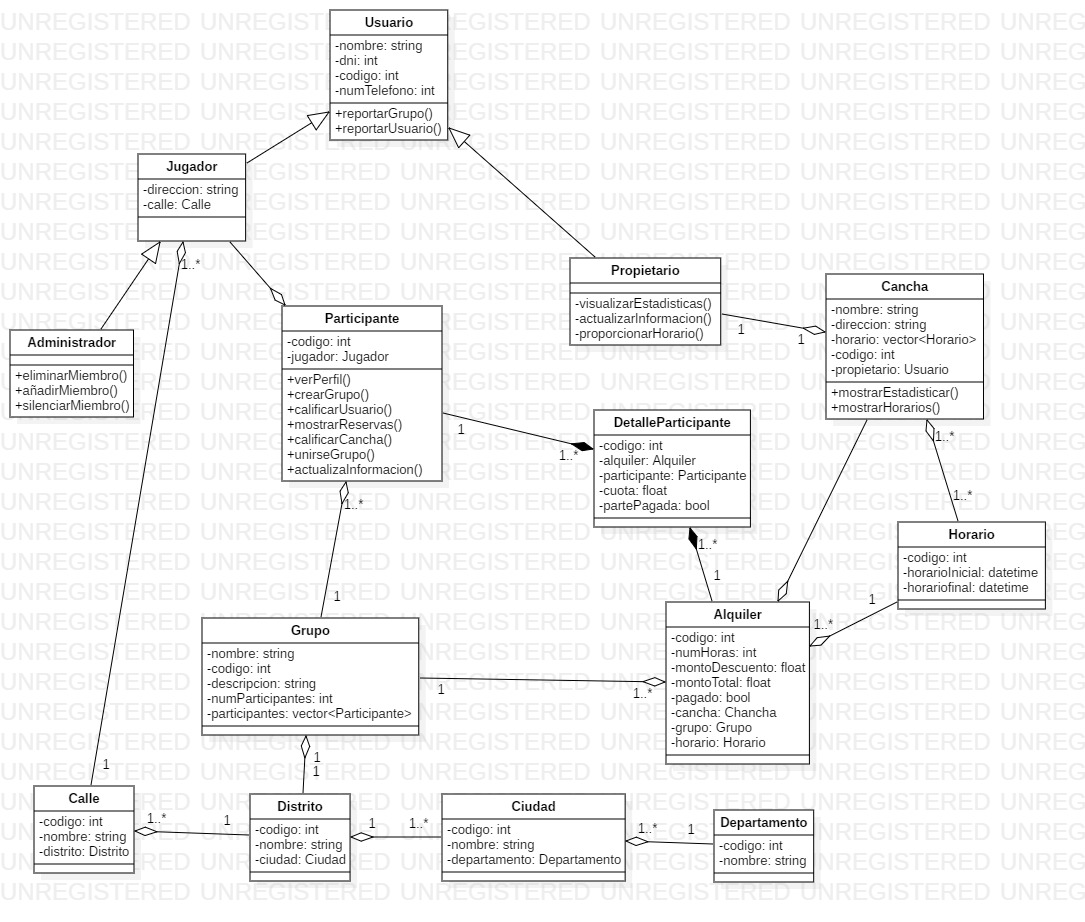 Usuario
-nombre: string
-dni: int
-codigo: int
-numTelefono: int
+reportarGrupo()
+reportarUsuario()
Jugador
-direccion: string
-calle: Calle
1..*
Propietario
-visualizarEstadisticas()
-actualizarInformacion()
-proporcionarHorario()
1
1
Cancha
-nombre: string
-direccion: string
-horario: vector<Horario>
-codigo: int
-propietario: Usuario
+mostrarEstadisticar()
+mostrarHorarios()
1..*
1..*
Administrador
+eliminarMiembro()
+añadirMiembro()
+silenciarMiembro()
Participante
-codigo: int
-jugador: Jugador
+verPerfil()
+crearGrupo()
+calificarUsuario()
+mostrarReservas()
+calificarCancha()
+unirseGrupo()
+actualizaInformacion()
1
1..*
1..*
1
DetalleParticipante
-codigo: int
-alquiler: Alquiler
-participante: Participante
-cuota: float
-partePagada: bool
1..*
1
Horario
-codigo: int
-horarioInicial: datetime
-horariofinal: datetime
1
1..*
Grupo
-nombre: string
-codigo: int
-descripcion: string
-numParticipantes: int
-participantes: vector<Participante>
1
1..*
Alquiler
-codigo: int
-numHoras: int
-montoDescuento: float
-montoTotal: float
-pagado: bool
-cancha: Chancha
-grupo: Grupo
-horario: Horario
1
1
1
Calle
-codigo: int
-nombre: string
-distrito: Distrito
1..*
1
Distrito
-codigo: int
-nombre: string
-ciudad: Ciudad
1
1..*
Ciudad
-codigo: int
-nombre: string
-departamento: Departamento
1..*
1
Departamento
-codigo: int
-nombre: string
UNREGISTERED